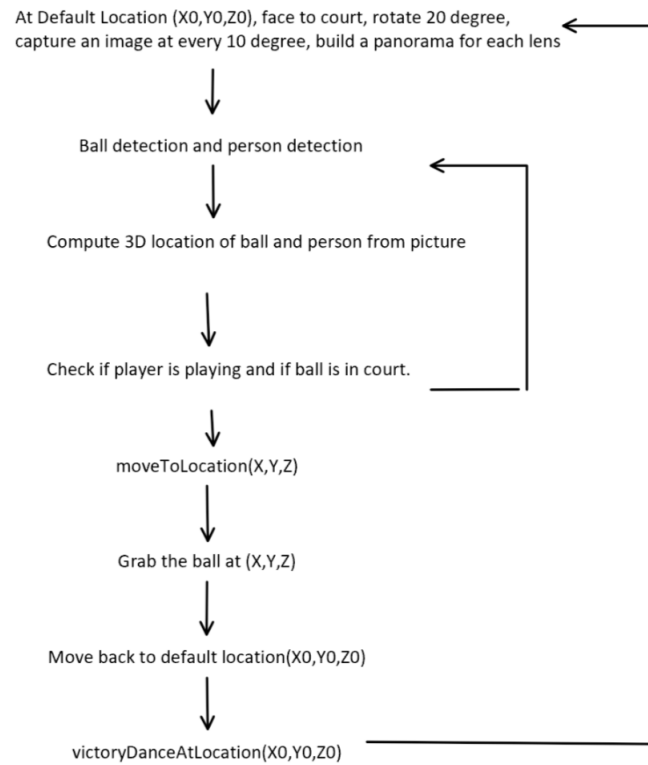 At Default Location (X0,Y0,Z0), face to court, rotate 20 degree,
capture an image at every 10 degree, build a panorama for each lens
Ball detection and person detection
Compute 3D location of ball and person from picture
Check if player is playing and if ball is in court.
moveToLocation(X,Y,Z)
Grab the ball at (X,Y,Z)
Move back to default location(X0,Y0,Z0)
victoryDanceAtLocation(X0,Y0,Z0)